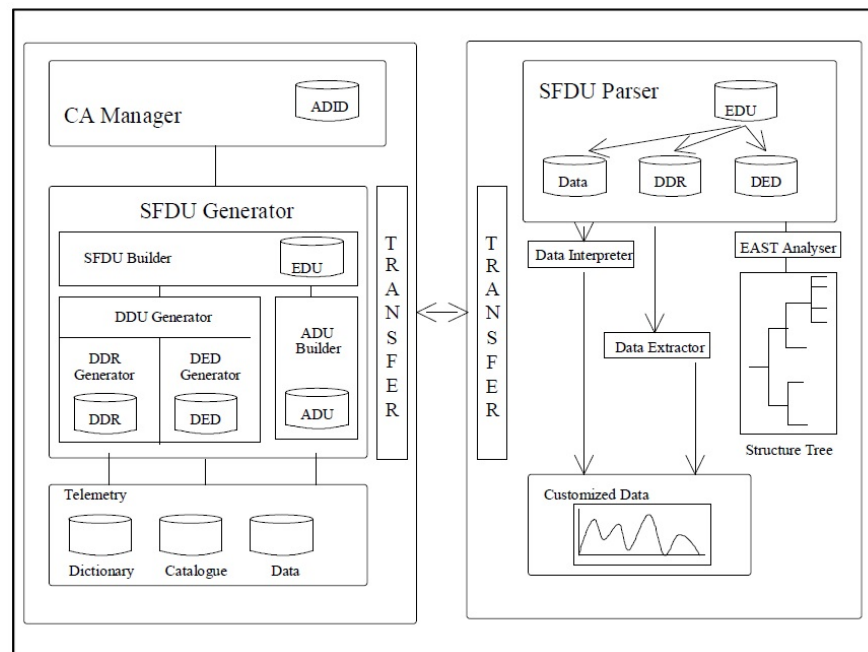 CA Manager
ADID
SFDU Generator
SFDU Builder
EDU
DDU Generator
DDR
Generator
DED
Generator
ADU
Builder
DDR
DED
ADU
Telemetry
Dictionary
Catalogue
Data
TRANSFER
TRANSFER
SFDU Parser
EDU
Data
DDR
DED
Data Interpreter
EAST Analyser
Data Extractor
Structure Tree
Customized Data